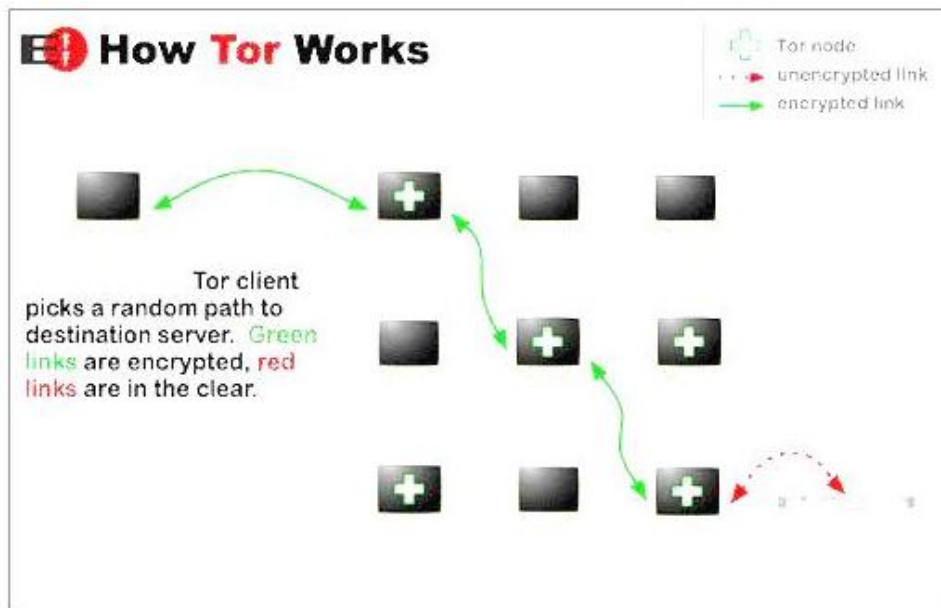 How Tor Works
Tor node
unencrypted link
encrypted link
Tor client
picks a random path to
destination server. Green
links are encrypted, red
links are in the clear.